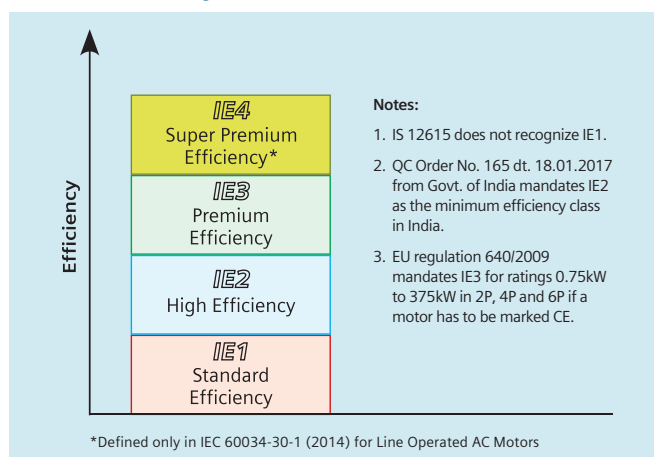 IE4
Super Premium
Efficiency*
IE3
Premium
Efficiency
IE2
High Efficiency
IE1
Standard
Efficiency
Efficiency
Notes:
1. IS 12615 does not recognize IE1.
2. QC Order No. 165 dt. 18.01.2017
from Govt. of India mandates IE2
as the minimum efficiency class
in India.
3. EU regulation 640/2009
mandates IE3 for ratings 0.75kW
to 375kW in 2P, 4P and 6P if a
motor has to be marked CE.
*Defined only in IEC 60034-30-1 (2014) for Line Operated AC Motors